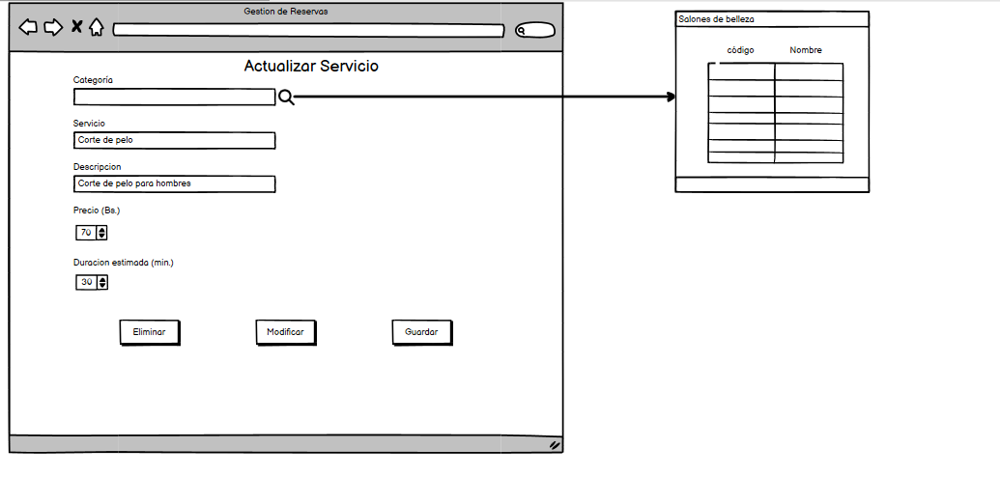 Gestion de Reservas
Actualizar Servicio
Categoría
Servicio
Corte de pelo
Descripcion
Corte de pelo para hombres
Precio (Bs.)
70
Duracion estimada (min.)
30
Eliminar
Modificar
Guardar
Salones de belleza
código Nombre